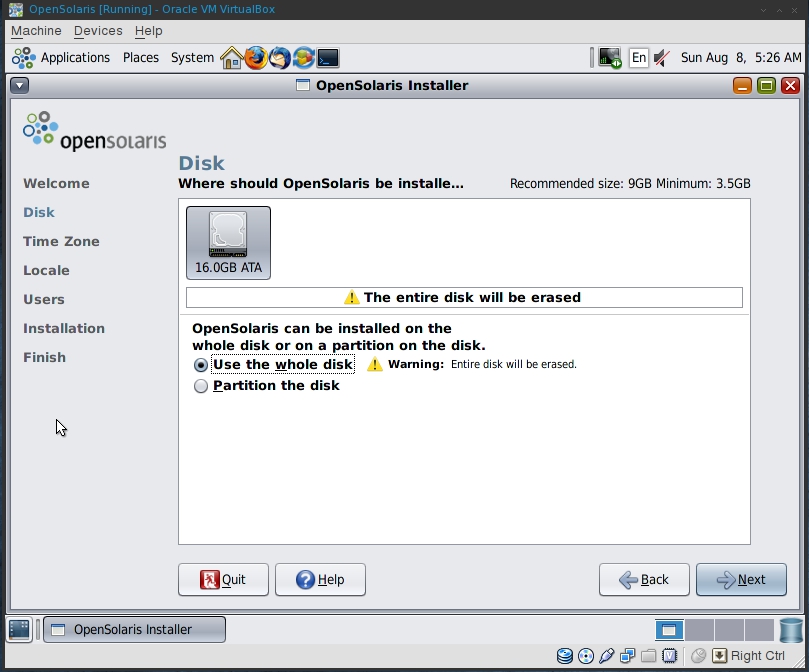 OpenSolaris [Running] - Oracle VM VirtualBox
Machine Devices Help
Applications Places System En Sun Aug 8, 5:26 AM
OpenSolaris Installer
opensolaris
Disk
Where should OpenSolaris be installe... Recommended size: 9GB Minimum: 3.5GB
Welcome
Disk
Time Zone
Locale
Users
Installation
Finish
16.0GB ATA
The entire disk will be erased
OpenSolaris can be installed on the
whole disk or on a partition on the disk.
Use the whole disk Warning: Entire disk will be erased.
Partition the disk
Quit Help Back Next
OpenSolaris Installer
Right Ctrl